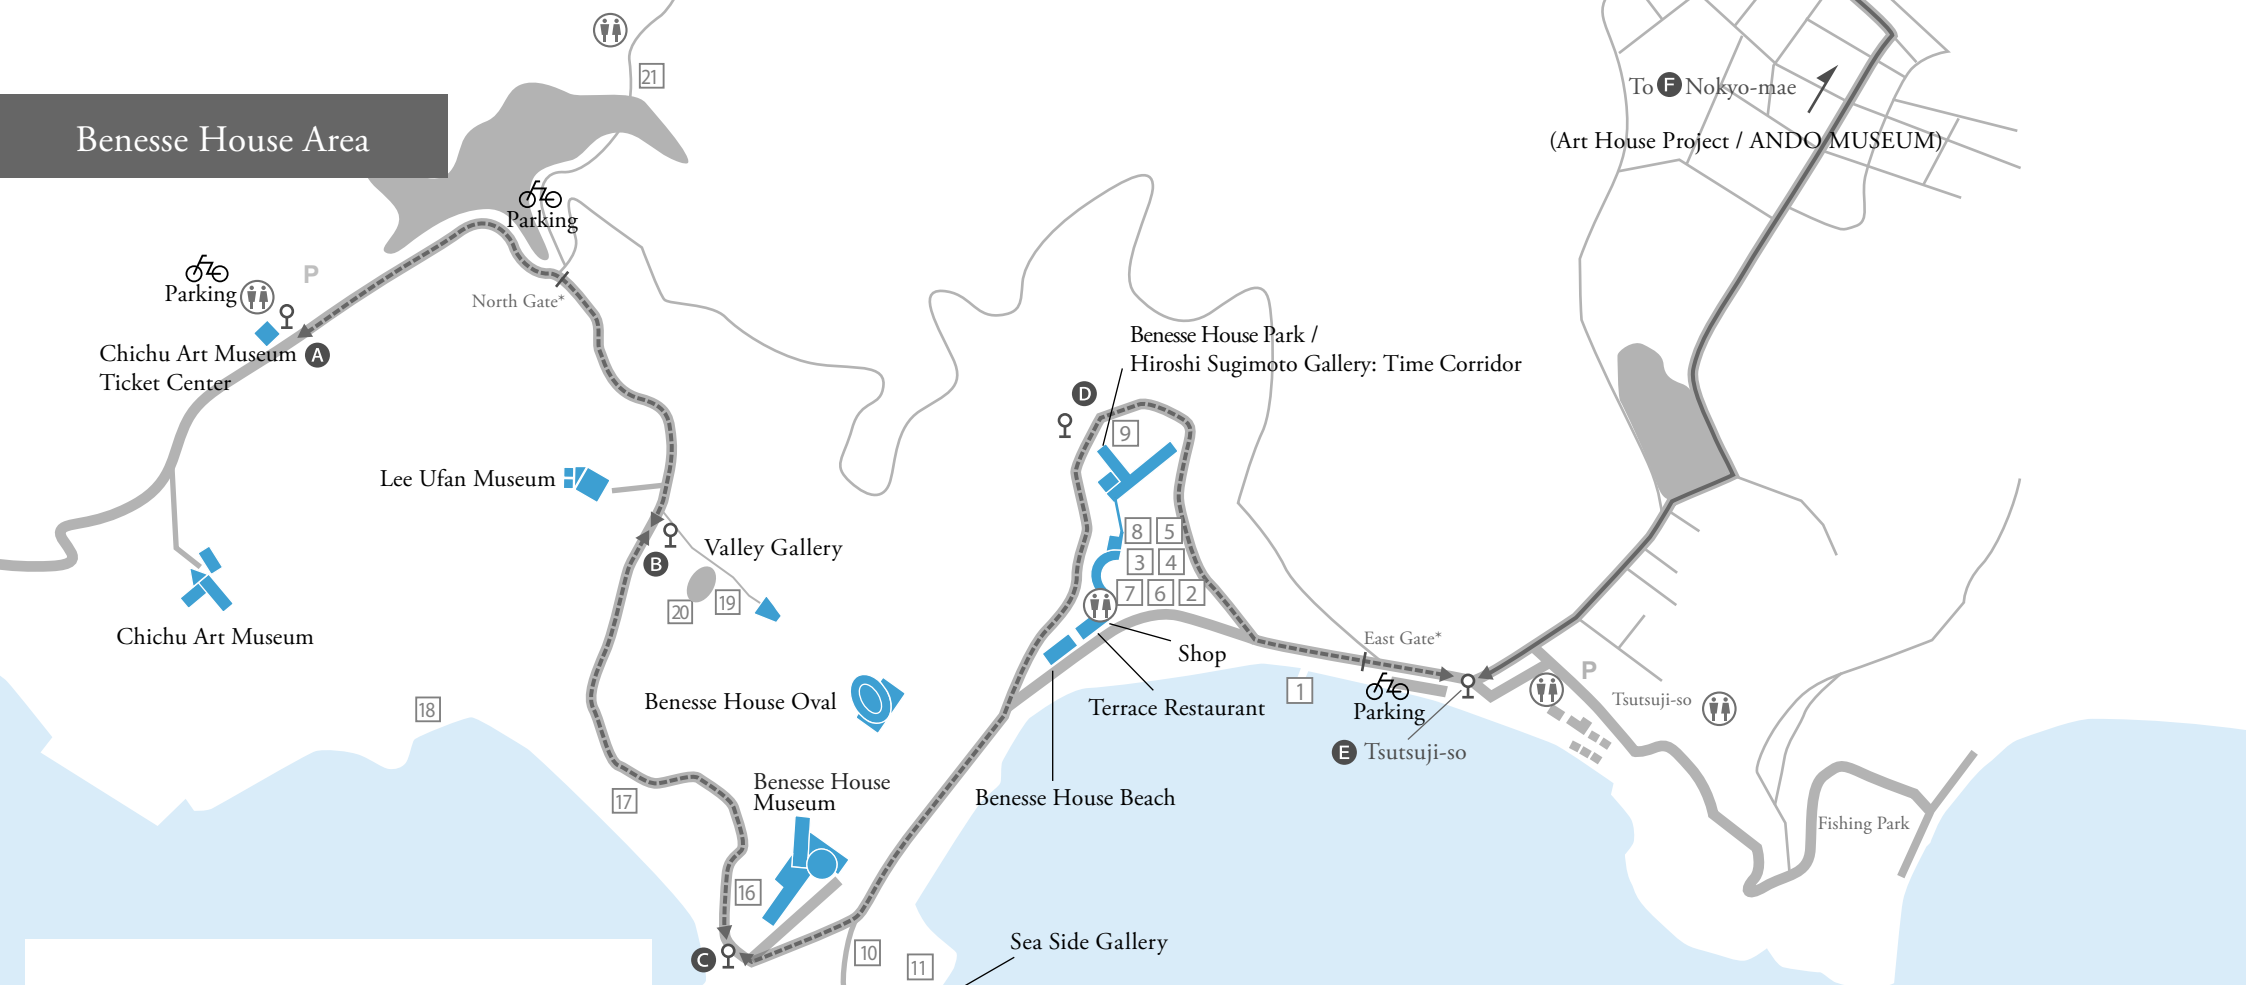 21
Benesse House Area
To F Nokyo-mae
(Art House Project / ANDO MUSEUM)
Parking
P
Parking
North Gate*
Chichu Art Museum A
Ticket Center
Benesse House Park /
Hiroshi Sugimoto Gallery: Time Corridor
D
9
Lee Ufan Museum
B
Valley Gallery
20
19
8 5
3 4
7 6 2
Chichu Art Museum
East Gate*
Shop
P
1
Tsutsuji-so
Parking
Benesse House Oval
Terrace Restaurant
18
E Tsutsuji-so
Benesse House
Museum
17
Benesse House Beach
Fishing Park
16
C
10
11
Sea Side Gallery